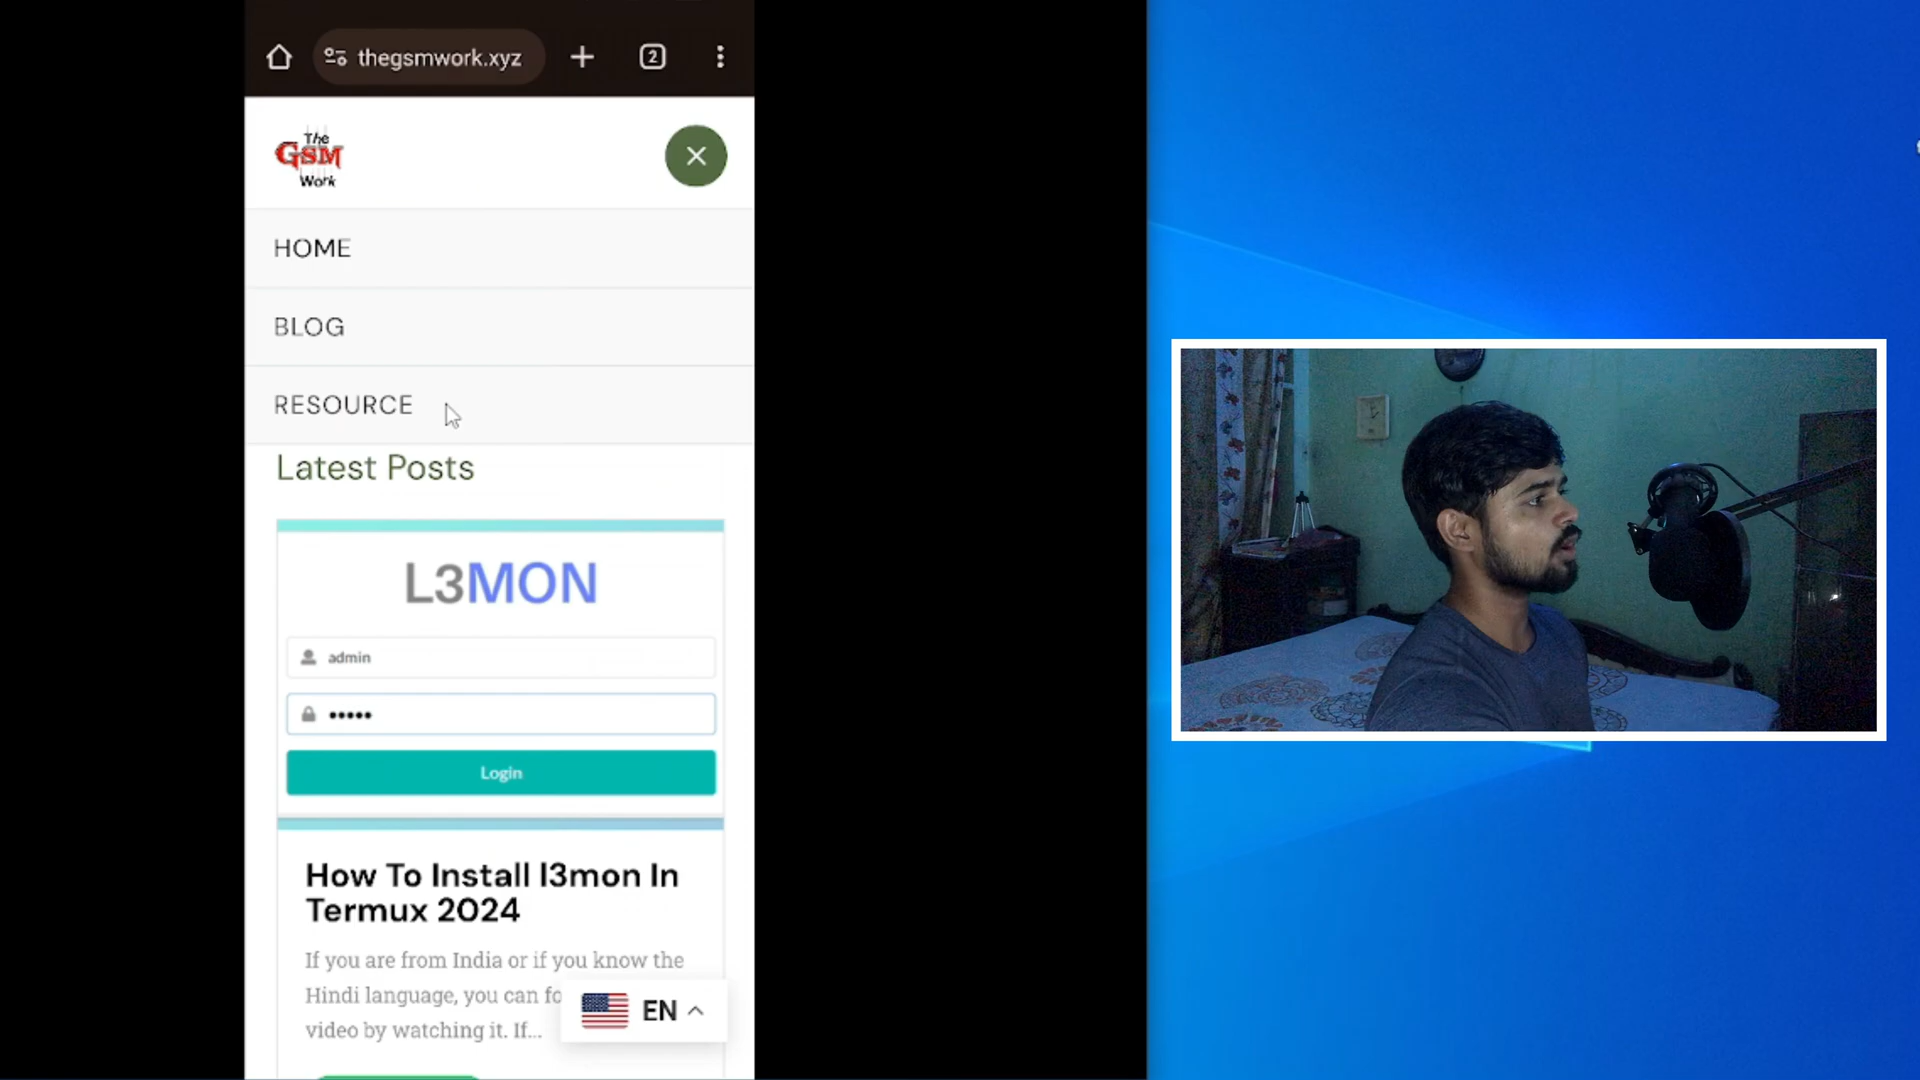 thegsmwork.xyz
2
The
GSM
Work
HOME
BLOG
RESOURCE
Latest Posts
L3MON
admin
•••••
Login
How To Install l3mon In
Termux 2024
If you are from India or if you know the
Hindi language, you can fo
video by watching it. If...
EN